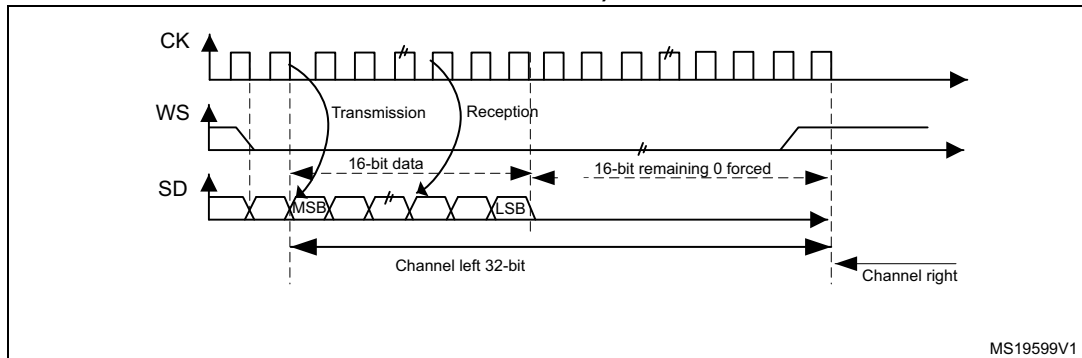 CK
Transmission
Reception
WS
16-bit data
16-bit remaining 0 forced
SD
MSB
LSB
Channel left 32-bit
Channel right
MS19599V1